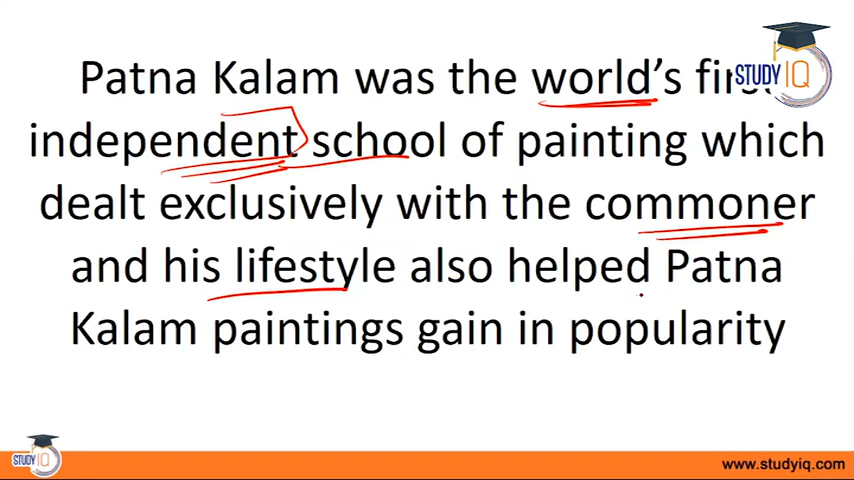 Patna Kalam was the world's first
independent school of painting which
dealt exclusively with the commoner
and his lifestyle also helped Patna
Kalam paintings gain in popularity
STUDY IQ
STUDY IQ
www.studyiq.com